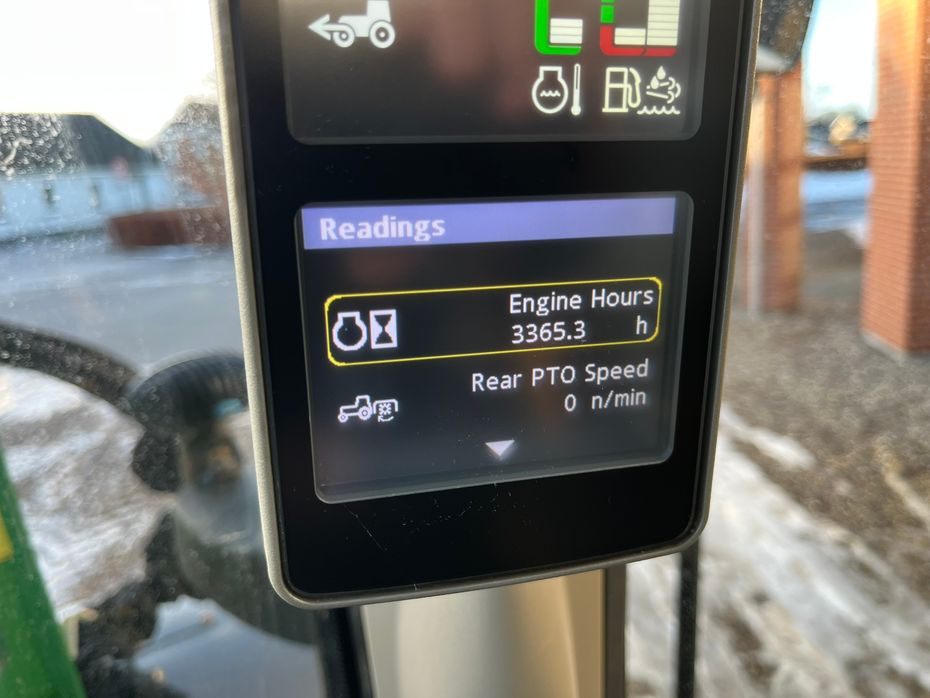 Readings
Engine Hours
3365.3 h
Rear PTO Speed
0 n/min